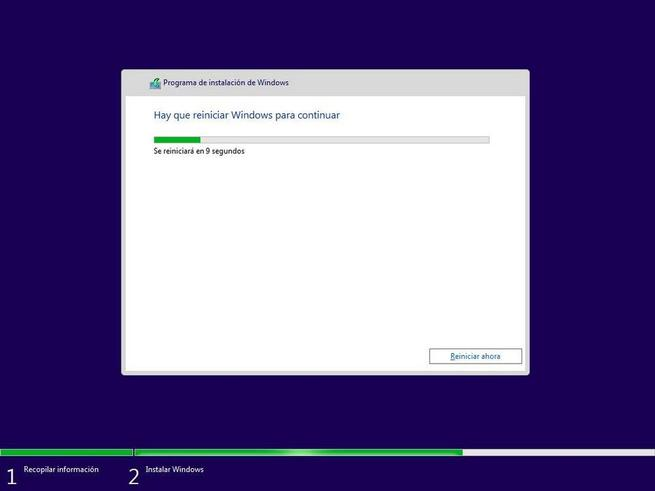 Programa de instalación de Windows
Hay que reiniciar Windows para continuar
Se reiniciará en 9 segundos
Reiniciar ahora
1 Recopilar información 2 Instalar Windows